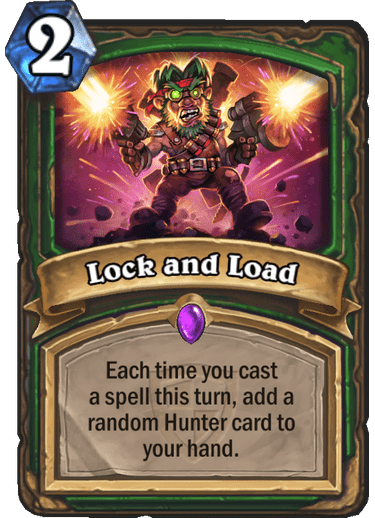 2
Lock and Load
Each time you cast
a spell this turn, add a
random Hunter card to
your hand.